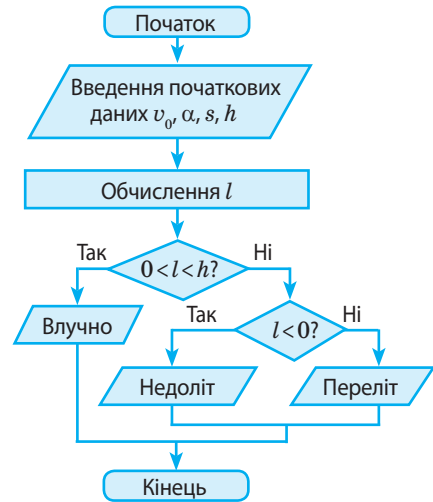 Початок
Введення початкових
даних v₀, α, s, h
Обчислення l
Так
Ні
0<l<h?
Влучно
Так
Ні
l<0?
Недоліт
Переліт
Кінець